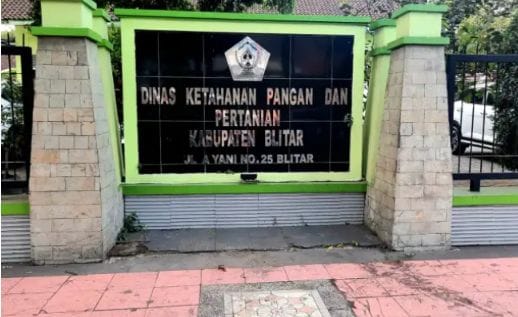 DINAS KETAHANAN PANGAN DAN
PERTANIAN
KABUPATEN BLITAR
JL. A YANI NO. 25 BLITAR